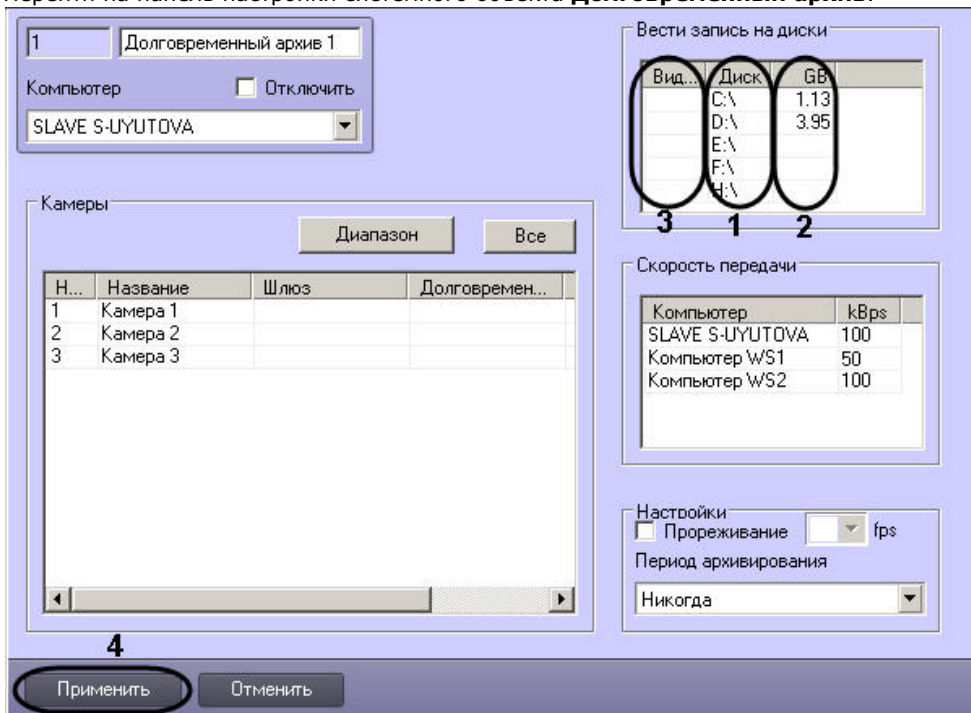 Перейти на панель настройки системного объекта Долговременный архив.
1 Долговременный архив 1
Компьютер Отключить
SLAVE S-UYUTOVA
Камеры
Диапазон Все
Н... Название Шлюз Долговремен...
1 Камера 1
2 Камера 2
3 Камера 3
Вести запись на диски
Вид... Диск GB
C:\ 1.13
D:\ 3.95
E:\
F:\
H:\
3 1 2
Скорость передачи
Компьютер kBps
SLAVE S-UYUTOVA 100
Компьютер WS1 50
Компьютер WS2 100
Настройки
Прореживание fps
Период архивирования
Никогда
4
Применить Отменить